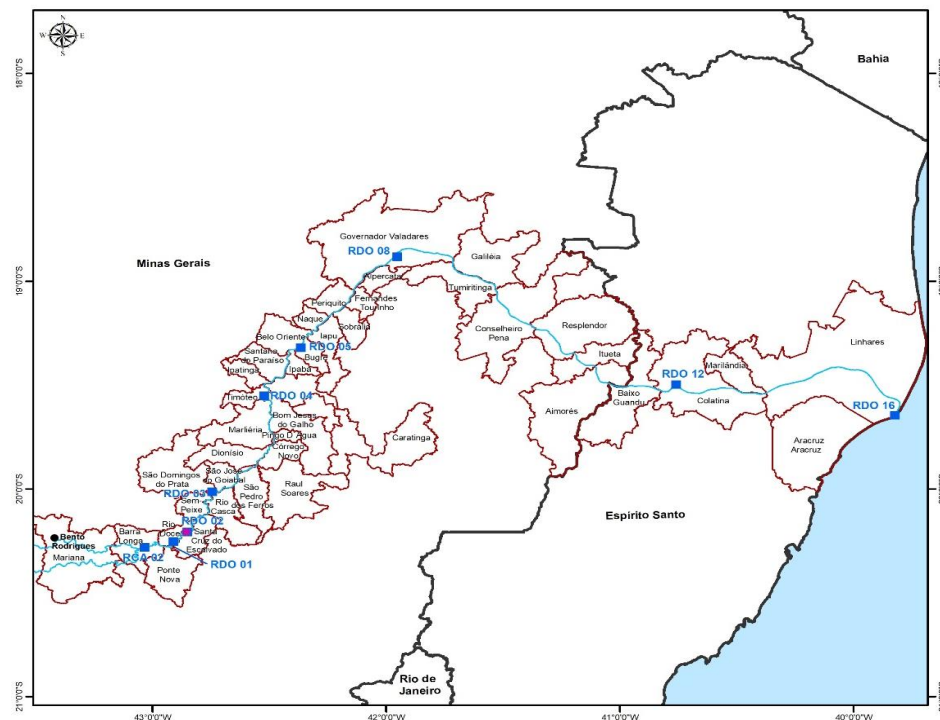 N
W E
S
Bahia
Minas Gerais
Governador Valadares
RDO 08
Galiléia
Alpercata
Tumiritinga
Periquito
Fernandes
Tourinho
Naque
Sobrália
Conselheiro
Pena
Resplendor
Belo Oriente
Iapu
RDO 05
Bugre
Santana
do Paraíso
Ipatinga
Ipaba
Itueta
Linhares
Marilândia
RDO 12
Baixo
Guandu
Colatina
RDO 16
Timóteo
RDO 04
Bom Jesus
do Galho
Marliéria
Pingo D'Água
Córrego
Novo
Caratinga
Aimorés
Aracruz
Aracruz
Dionísio
São Domingos
do Prata
São José
do Goiabal
RDO 03
São
Pedro
dos Ferros
Raul
Soares
Sem-
Peixe
Rio
Casca
RDO 02
Espirito Santo
Rio
Doce
Santa
Cruz do
Escalvado
Barra
Longa
Bento
Rodrigues
Mariana
RCA 02
RDO 01
Ponte
Nova
Rio de
Janeiro
18°0'0"S
19°0'0"S
20°0'0"S
21°0'0"S
43°0'0"W
42°0'0"W
41°0'0"W
40°0'0"W